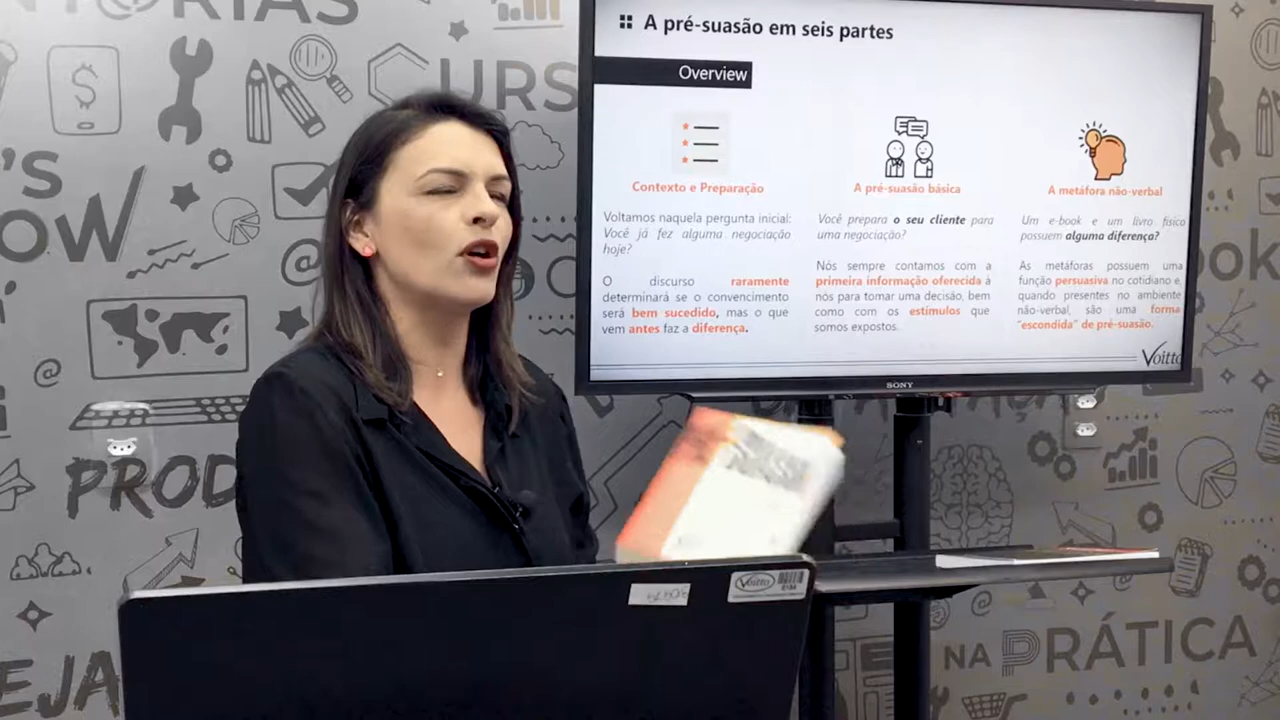 A pré-suasão em seis partes
Overview
Contexto e Preparação
Voltamos naquela pergunta inicial:
Você já fez alguma negociação
hoje?
O discurso raramente
determinará se o convencimento
será bem sucedido, mas o que
vem antes faz a diferença.
A pré-suasão básica
Você prepara o seu cliente para
uma negociação?
Nós sempre contamos com a
primeira informação oferecida à
nós para tomar uma decisão, bem
como com os estímulos que
somos expostos.
A metáfora não-verbal
Um e-book e um livro físico
possuem alguma diferença?
As metáforas possuem uma
função persuasiva no cotidiano e,
quando presentes no ambiente
não-verbal, são uma forma
"escondida" de pré-suasão.
Voitto
SONY
CURS
'S
OW
@
@
PROD
EJA
Voitto
NA PRÁTICA
@